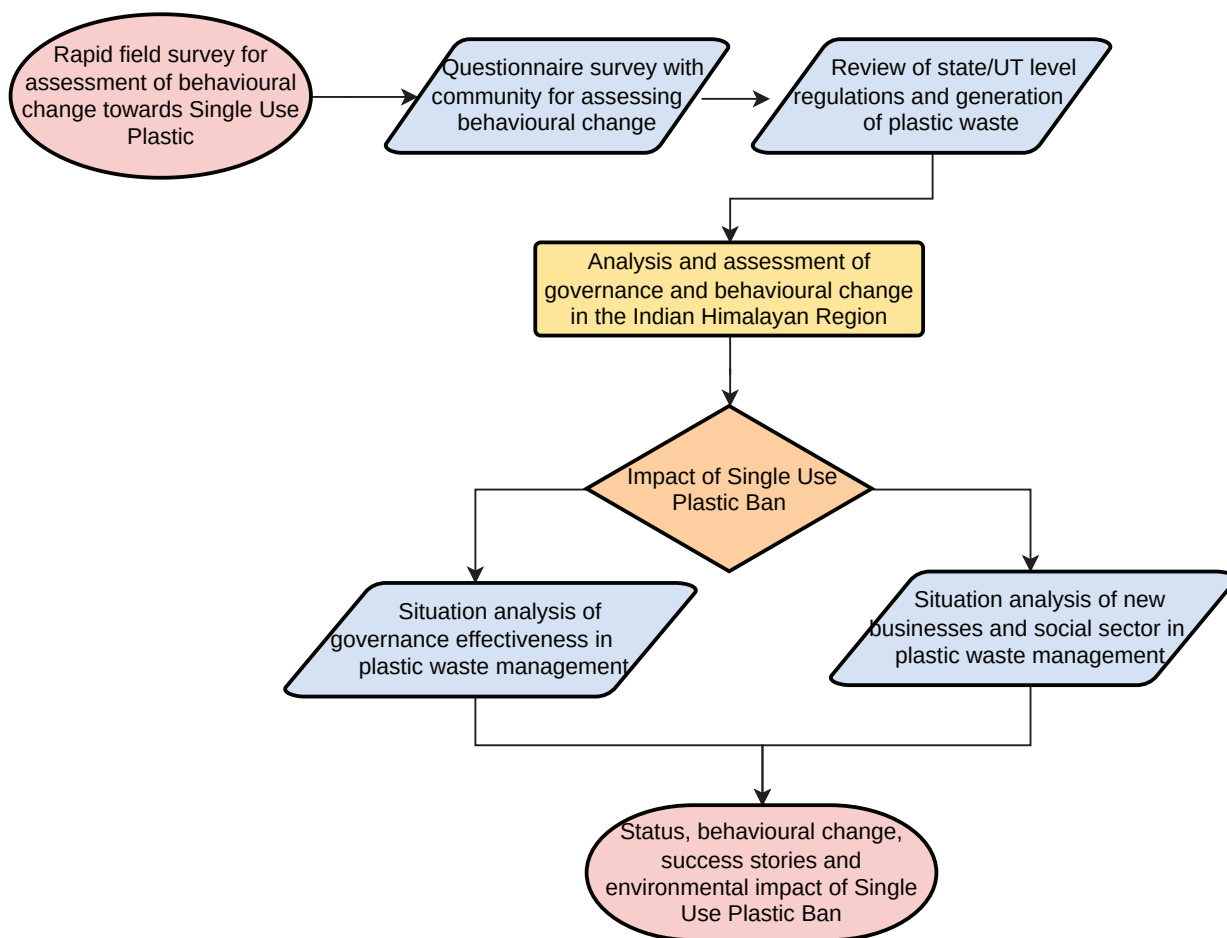 Rapid field survey for
assessment of behavioural
change towards Single Use
Plastic
Questionnaire survey with
community for assessing
behavioural change
Review of state/UT level
regulations and generation
of plastic waste
Analysis and assessment of
governance and behavioural change
in the Indian Himalayan Region
Impact of Single Use
Plastic Ban
Situation analysis of
governance effectiveness in
plastic waste management
Situation analysis of new
businesses and social sector in
plastic waste management
Status, behavioural change,
success stories and
environmental impact of Single
Use Plastic Ban